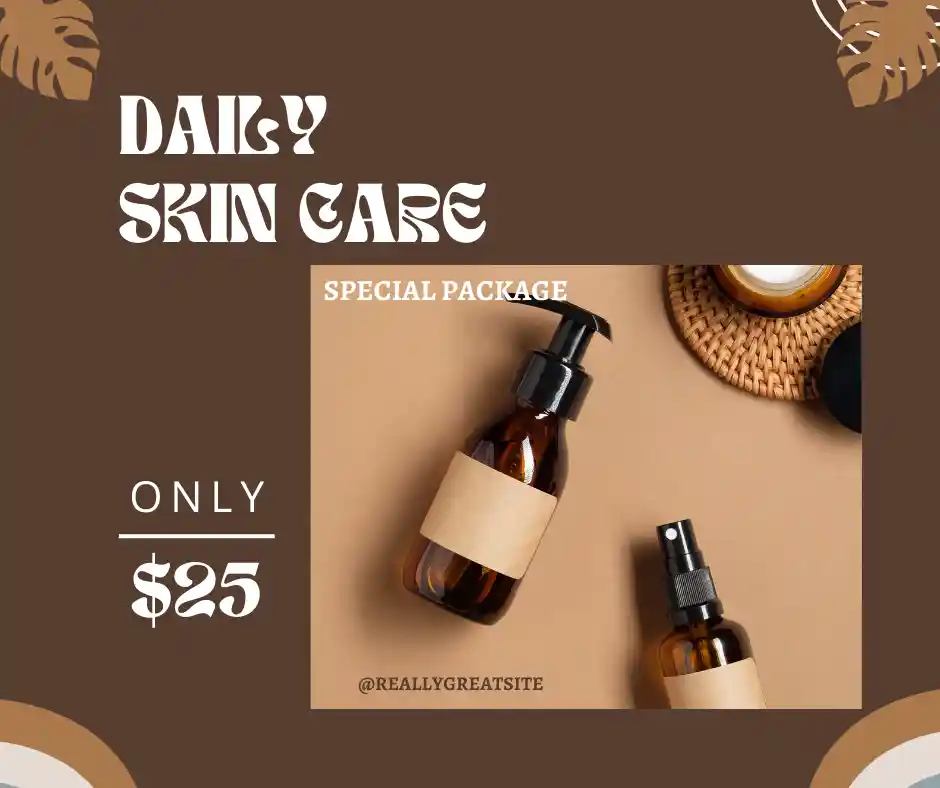 DAILY
SKIN CARE
SPECIAL PACKAGE
ONLY
$25
@REALLYGREATSITE